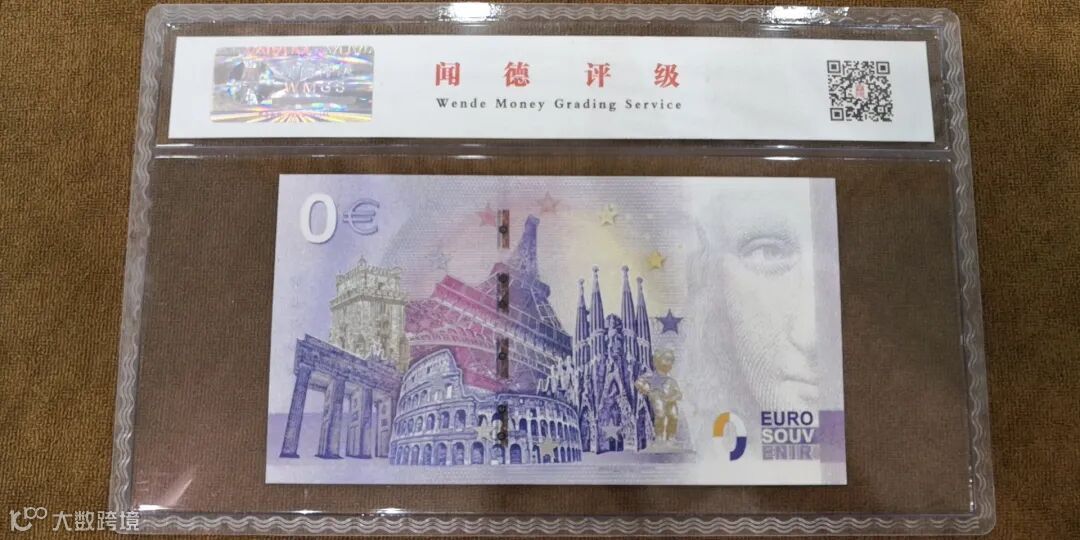 WMGS
闻德评级
Wende Money Grading Service
0€
EURO
SOUV
ENIR
大数跨境